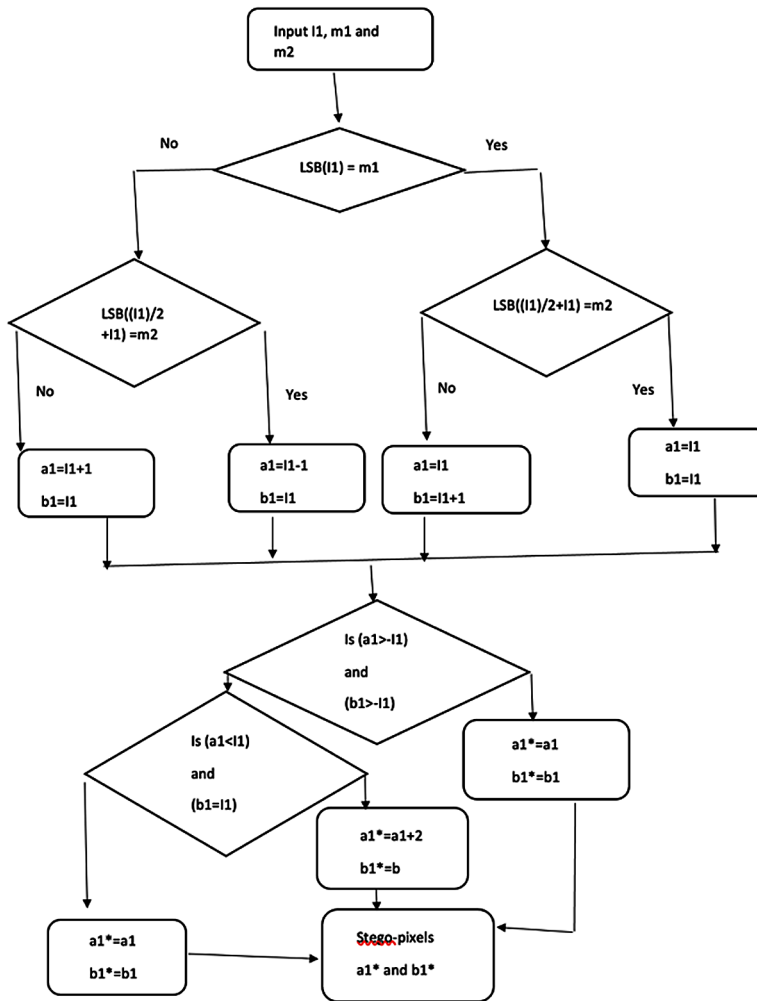 Input I1, m1 and
m2
No
Yes
LSB(I1) = m1
LSB((I1)/2
+I1) =m2
LSB((I1)/2+I1) =m2
No
Yes
No
Yes
a1=I1+1
b1=I1
a1=I1-1
b1=I1
a1=I1
b1=I1+1
a1=I1
b1=I1
Is (a1>-I1)
and
(b1>-I1)
Is (a1<I1)
and
(b1=I1)
a1*=a1
b1*=b1
a1*=a1+2
b1*=b
a1*=a1
b1*=b1
Stego-pixels
a1* and b1*